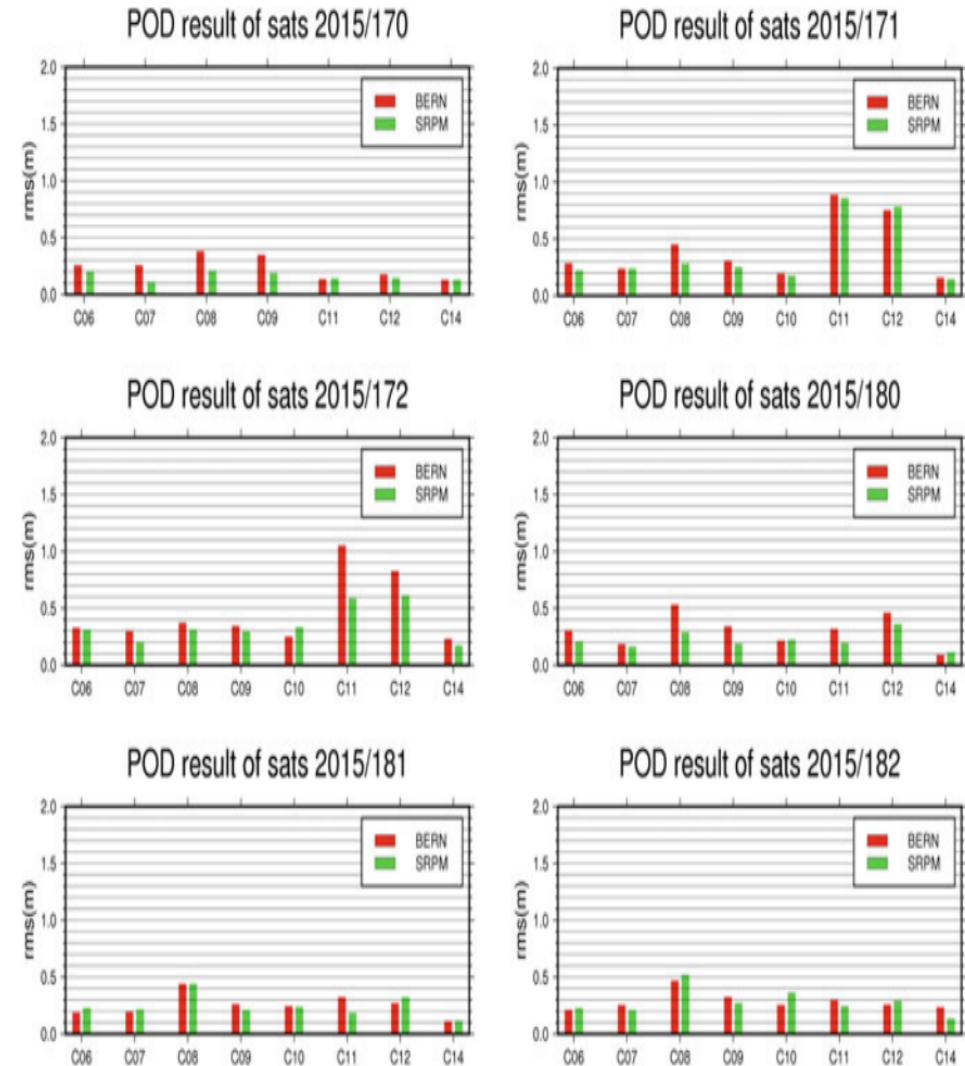 POD result of sats 2015/170
2.0
1.5
1.0
0.5
0.0
rms(m)
BERN
SRPM
C06 C07 C08 C09 C11 C12 C14
POD result of sats 2015/171
2.0
1.5
1.0
0.5
0.0
rms(m)
BERN
SRPM
C06 C07 C08 C09 C10 C11 C12 C14
POD result of sats 2015/172
2.0
1.5
1.0
0.5
0.0
rms(m)
BERN
SRPM
C06 C07 C08 C09 C10 C11 C12 C14
POD result of sats 2015/180
2.0
1.5
1.0
0.5
0.0
rms(m)
BERN
SRPM
C06 C07 C08 C09 C10 C11 C12 C14
POD result of sats 2015/181
2.0
1.5
1.0
0.5
0.0
rms(m)
BERN
SRPM
C06 C07 C08 C09 C10 C11 C12 C14
POD result of sats 2015/182
2.0
1.5
1.0
0.5
0.0
rms(m)
BERN
SRPM
C06 C07 C08 C09 C10 C11 C12 C14